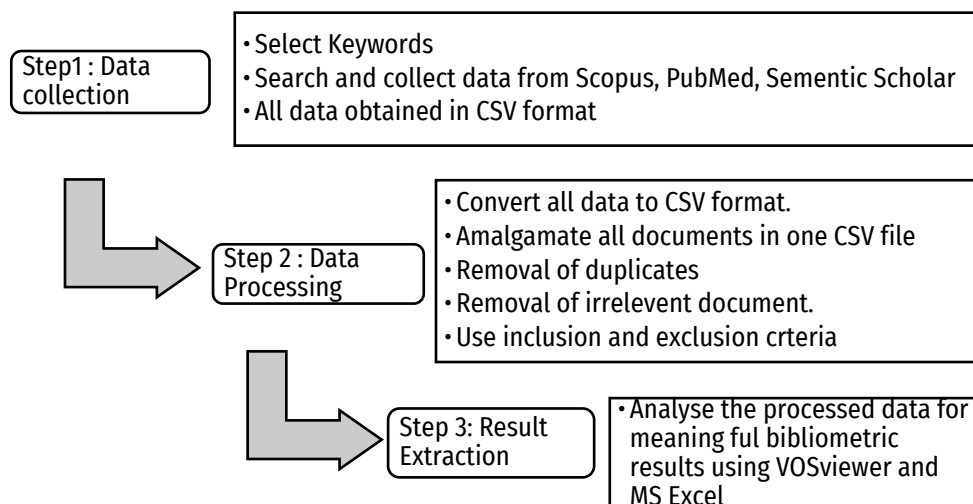 Step1 : Data
collection
• Select Keywords
• Search and collect data from Scopus, PubMed, Sementic Scholar
• All data obtained in CSV format
Step 2 : Data
Processing
• Convert all data to CSV format.
• Amalgamate all documents in one CSV file
• Removal of duplicates
• Removal of irrelevent document.
• Use inclusion and exclusion crteria
Step 3: Result
Extraction
• Analyse the processed data for
meaning ful bibliometric
results using VOSviewer and
MS Excel